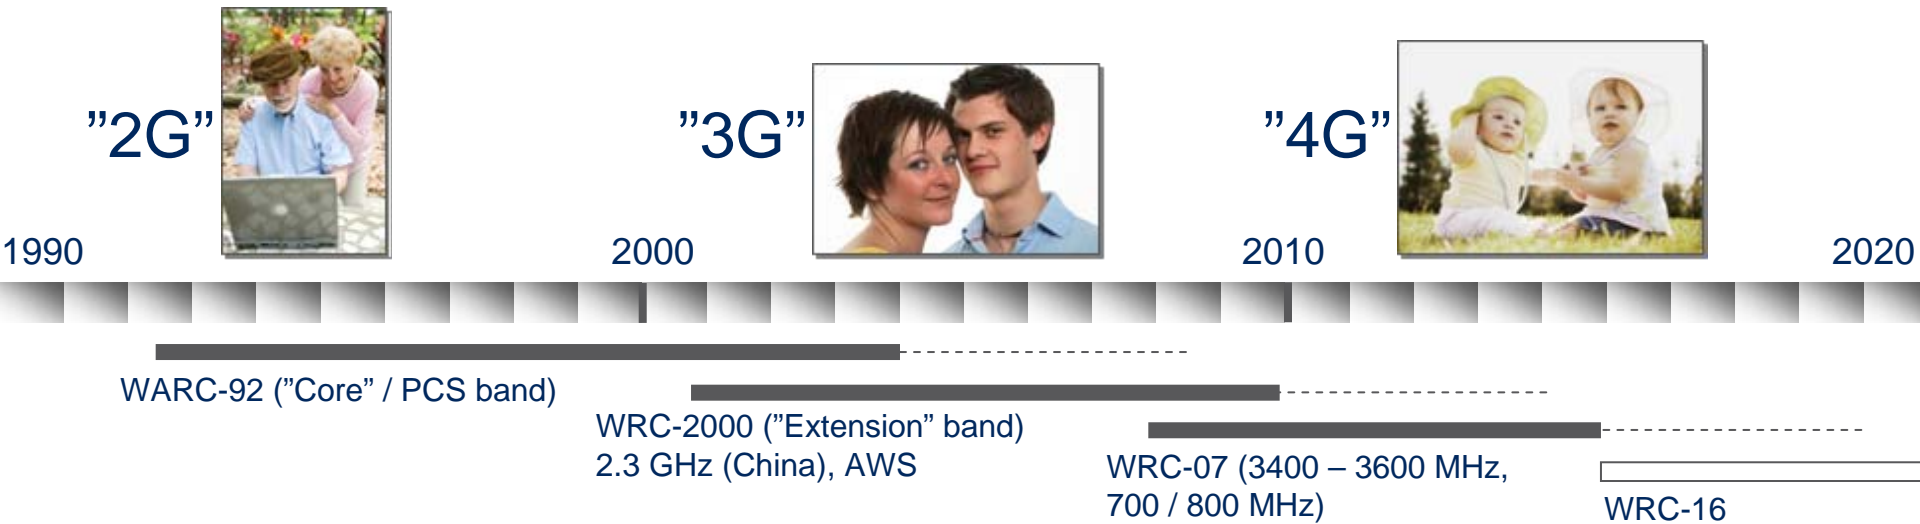 ”2G”
”3G”
”4G”
1990
2000
2010
2020
WARC-92 (”Core” / PCS band)
WRC-2000 (”Extension” band)
2.3 GHz (China), AWS
WRC-07 (3400 – 3600 MHz,
700 / 800 MHz)
WRC-16